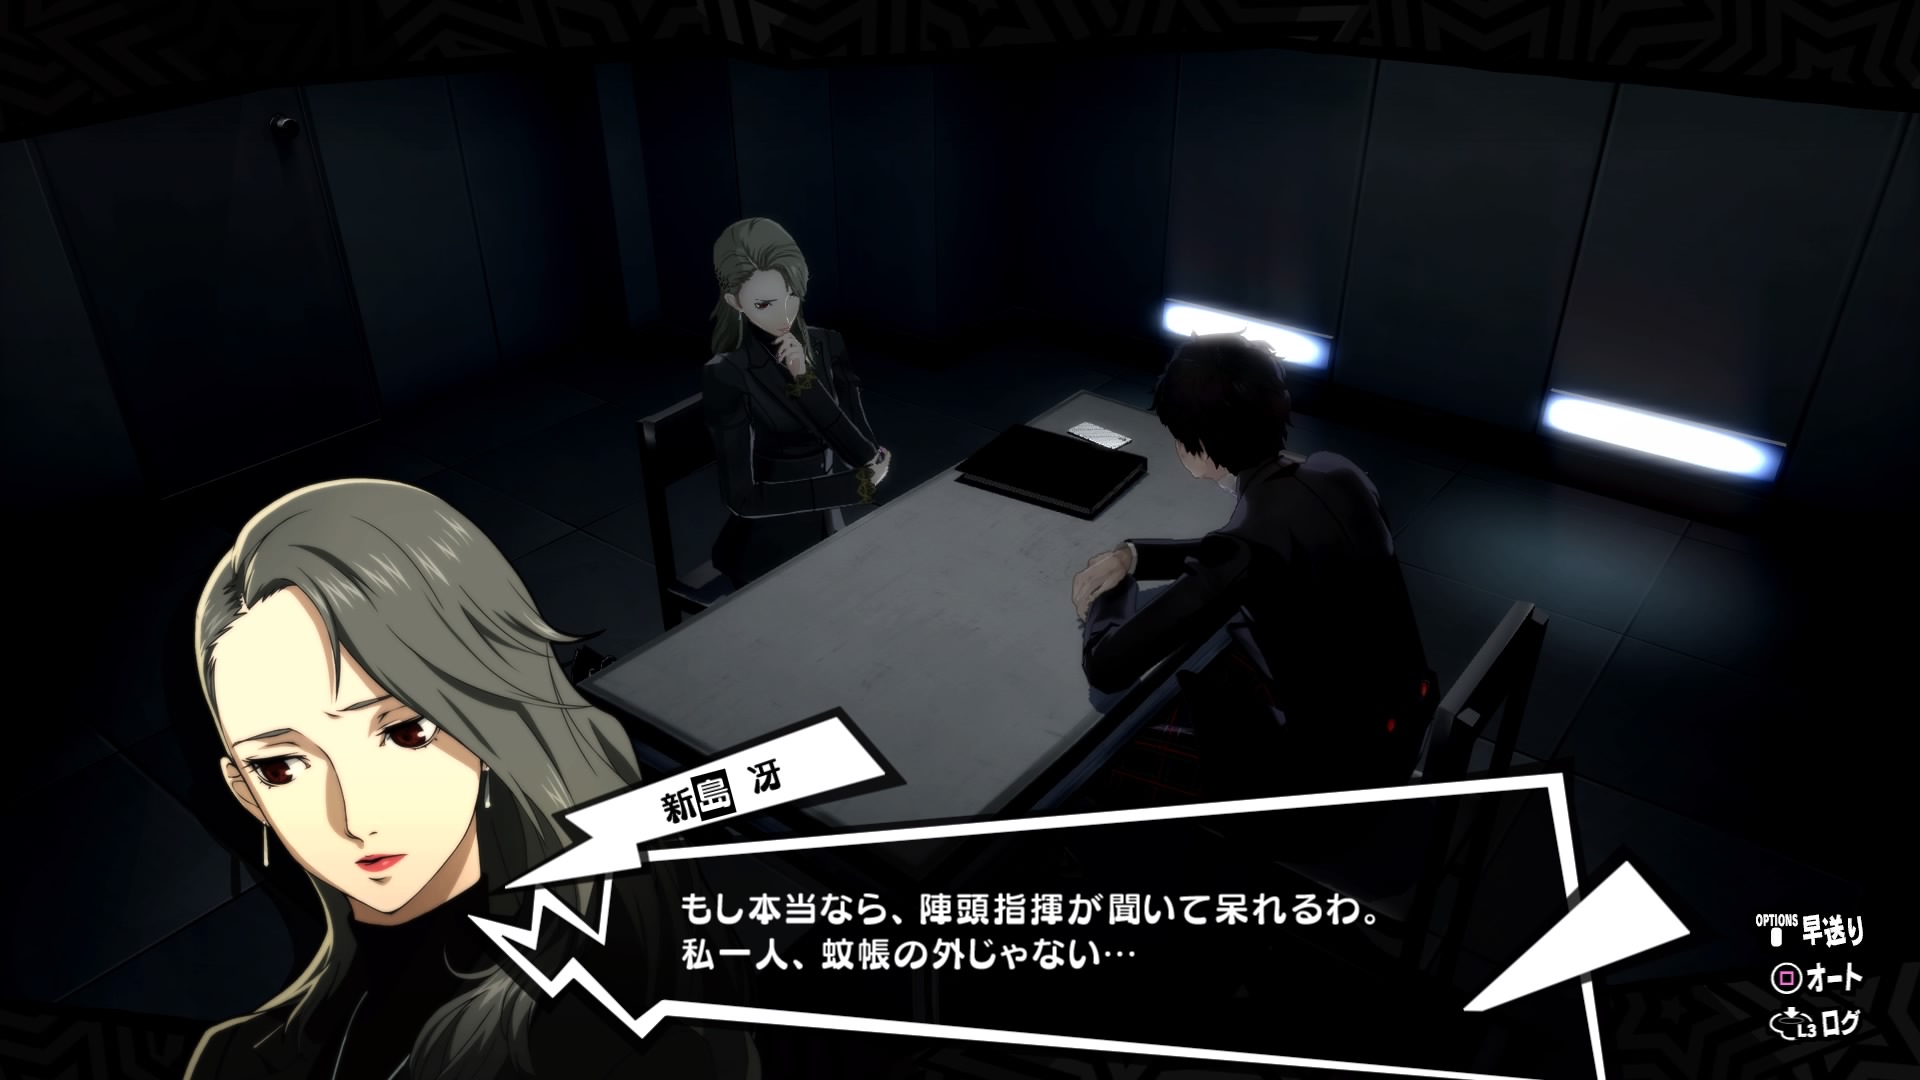 新島 冴
もし本当なら、陣頭指揮が聞いて呆れるわ。
私一人、蚊帳の外じゃない…
OPTIONS 早送り
オート
L3 ログ